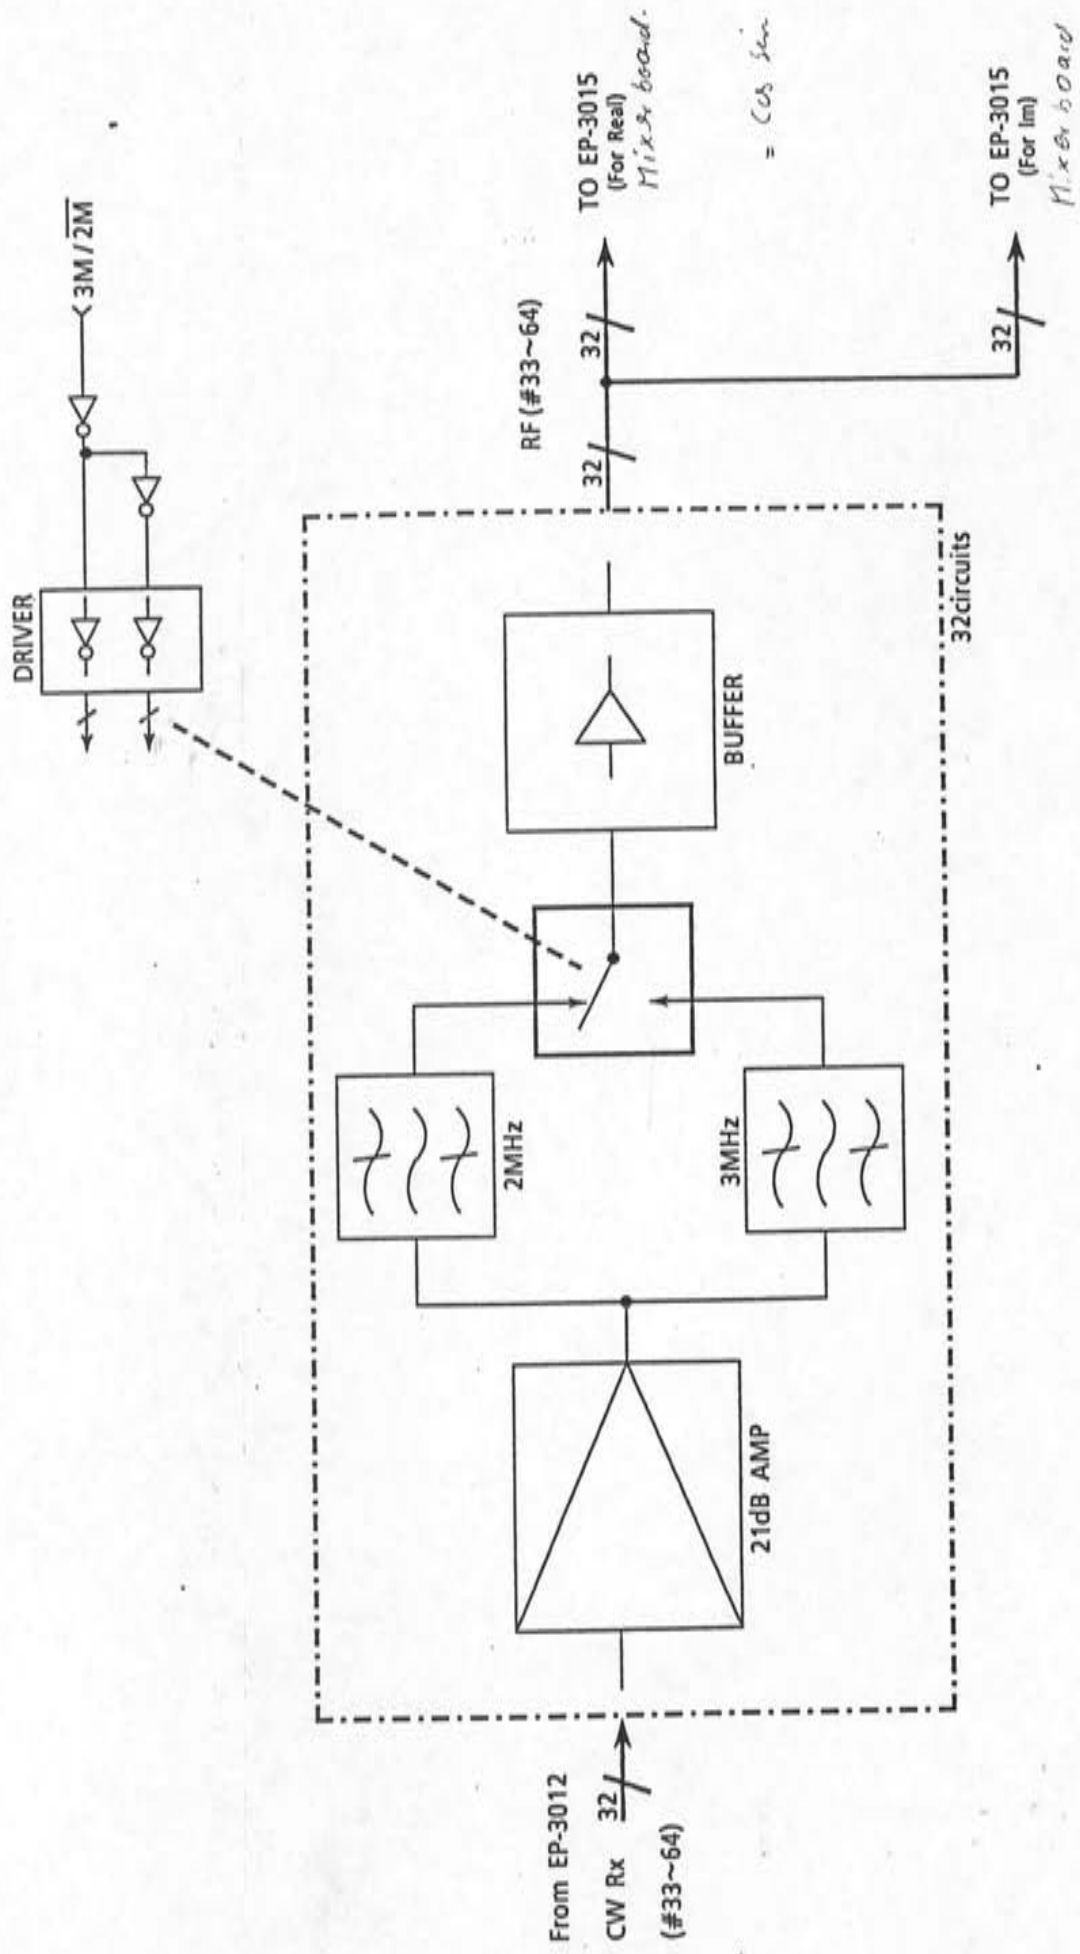 DRIVER
3M / 2M
From EP-3012
CW Rx 32
(#33~64)
21dB AMP
2MHz
3MHz
BUFFER
32circuits
RF (#33~64)
32
32
TO EP-3015
(For Real)
Mixer board.
= cos sin
32
TO EP-3015
(For Im)
Mixer board